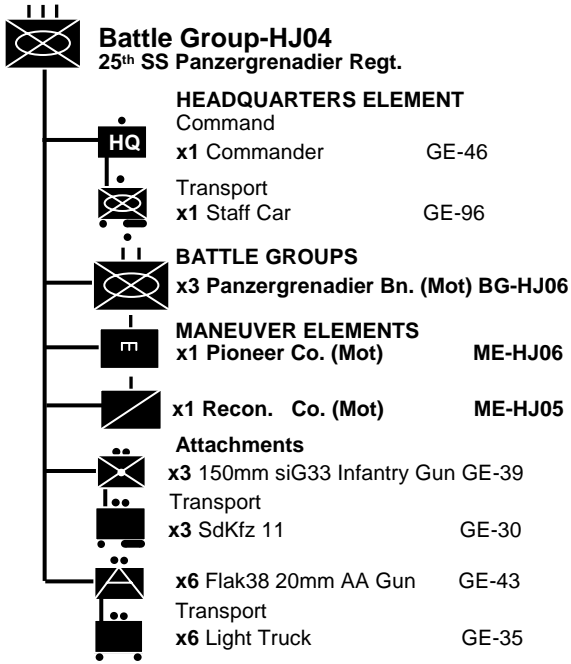 Battle Group-HJ04
25th SS Panzergrenadier Regt.
HEADQUARTERS ELEMENT
Command
HQ
x1 Commander GE-46
Transport
x1 Staff Car GE-96
BATTLE GROUPS
x3 Panzergrenadier Bn. (Mot) BG-HJ06
MANEUVER ELEMENTS
x1 Pioneer Co. (Mot) ME-HJ06
E
x1 Recon. Co. (Mot) ME-HJ05
Attachments
x3 150mm siG33 Infantry Gun GE-39
Transport
x3 SdKfz 11 GE-30
x6 Flak38 20mm AA Gun GE-43
Transport
x6 Light Truck GE-35